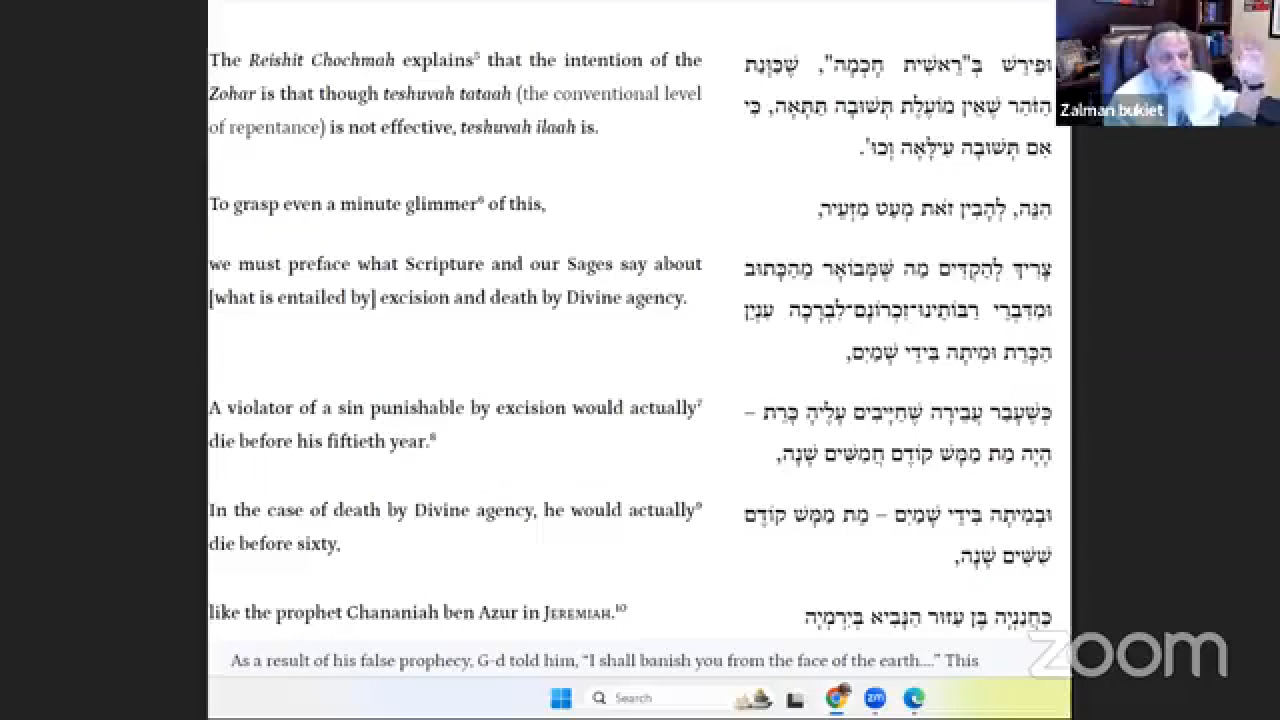 The Reishit Chochmah explains⁵ that the intention of the
Zohar is that though teshuvah tataah (the conventional level
of repentance) is not effective, teshuvah ilaah is.
וּפֵירֵשׁ בְּ"רֵאשִׁית חָכְמָה", שֶׁכַּוָּנַת
הַזֹּהַר שֶׁאֵין מוֹעֶלֶת תְּשׁוּבָה תַּתָּאָה, כִּי
אִם תְּשׁוּבָה עִילָּאָה וְכוּ'.
To grasp even a minute glimmer⁶ of this,
הִנֵּה, לְהָבִין זֹאת מְעַט מִזְּעֵיר,
we must preface what Scripture and our Sages say about
[what is entailed by] excision and death by Divine agency.
צָרִיךְ לְהַקְדִּים מַה שֶּׁמְּבוֹאָר מֵהַכָּתוּב
וּמִדִּבְרֵי רַבּוֹתֵינוּ־זִכְרוֹנָם־לִבְרָכָה עִנְיַן
הַכָּרֵת וּמִיתָה בִּידֵי שָׁמַיִם,
A violator of a sin punishable by excision would actually⁷
die before his fiftieth year.⁸
כְּשֶׁעָבַר עֲבֵירָה שֶׁחַיָּיבִים עָלֶיהָ כָּרֵת –
הָיָה מֵת מַמָּשׁ קוֹדֶם חֲמִשִּׁים שָׁנָה,
In the case of death by Divine agency, he would actually⁹
die before sixty,
וּבְמִיתָה בִּידֵי שָׁמַיִם – מֵת מַמָּשׁ קוֹדֶם
שִׁשִּׁים שָׁנָה,
like the prophet Chananiah ben Azur in JEREMIAH.¹⁰
כַּחֲנַנְיָה בֶּן עַזּוּר הַנָּבִיא בְּיִרְמְיָה
As a result of his false prophecy, G-d told him, “I shall banish you from the face of the earth....” This
Zalman bukiet
zoom
Search
zm